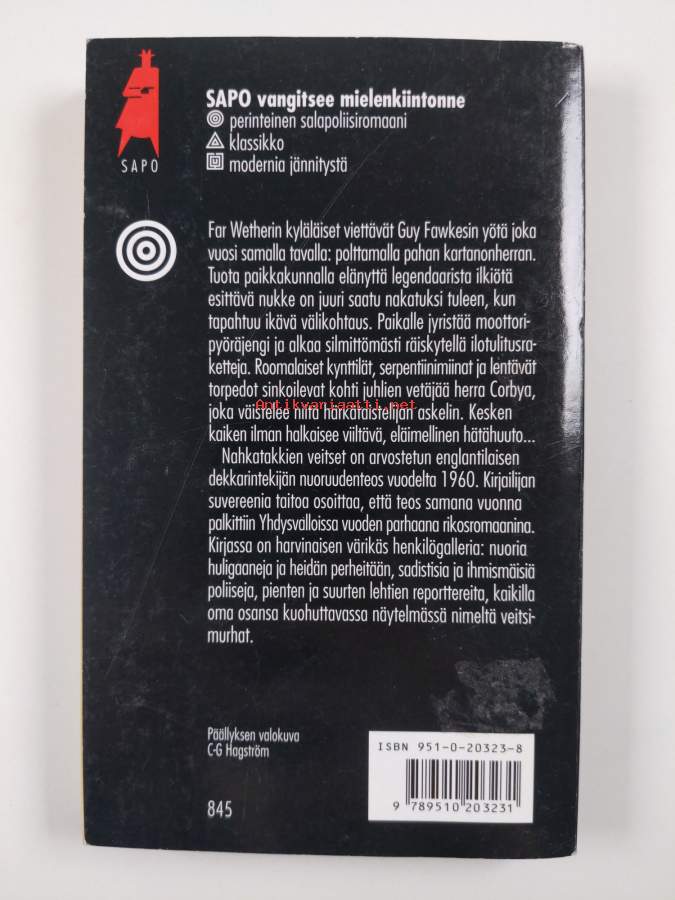 SAPO vangitsee mielenkiintonne
perinteinen salapoliisiromaani
klassikko
modernia jännitystä
SAPO
Far Wetherin kyläläiset viettävät Guy Fawkesin yötä joka
vuosi samalla tavalla: polttamalla pahan kartanonherran.
Tuota paikkakunnalla elänyttä legendaarista ilkiötä
esittävä nukke on juuri saatu nakatuksi tuleen, kun
tapahtuu ikävä välikohtaus. Paikalle jyristää moottori-
pyöräjengi ja alkaa silmittömästi räiskytellä ilotulitusra-
ketteja. Roomalaiset kynttilät, serpentiinimiinat ja lentävät
torpedot sinkoilevat kohti juhlien vetäjää herra Corbya,
Antikvariaatti.net
joka väistelee niitä härkätaistelijan askelin. Kesken
kaiken ilman halkaisee viiltävä, eläimellinen hätähuuto...
Nahkatakkien veitset on arvostetun englantilaisen
dekkarintekijän nuoruudenteos vuodelta 1960. Kirjailijan
suvereenia taitoa osoittaa, että teos samana vuonna
palkittiin Yhdysvalloissa vuoden parhaana rikosromaanina.
Kirjassa on harvinaisen värikäs henkilögalleria: nuoria
huligaaneja ja heidän perheitään, sadistisia ja ihmismäisiä
poliiseja, pienten ja suurten lehtien reporttereita, kaikilla
oma osansa kuohuttavassa näytelmässä nimeltä veitsi-
murhat.
Päällyksen valokuva
C-G Hagström
845
ISBN 951-0-20323-8
9 789510 203231